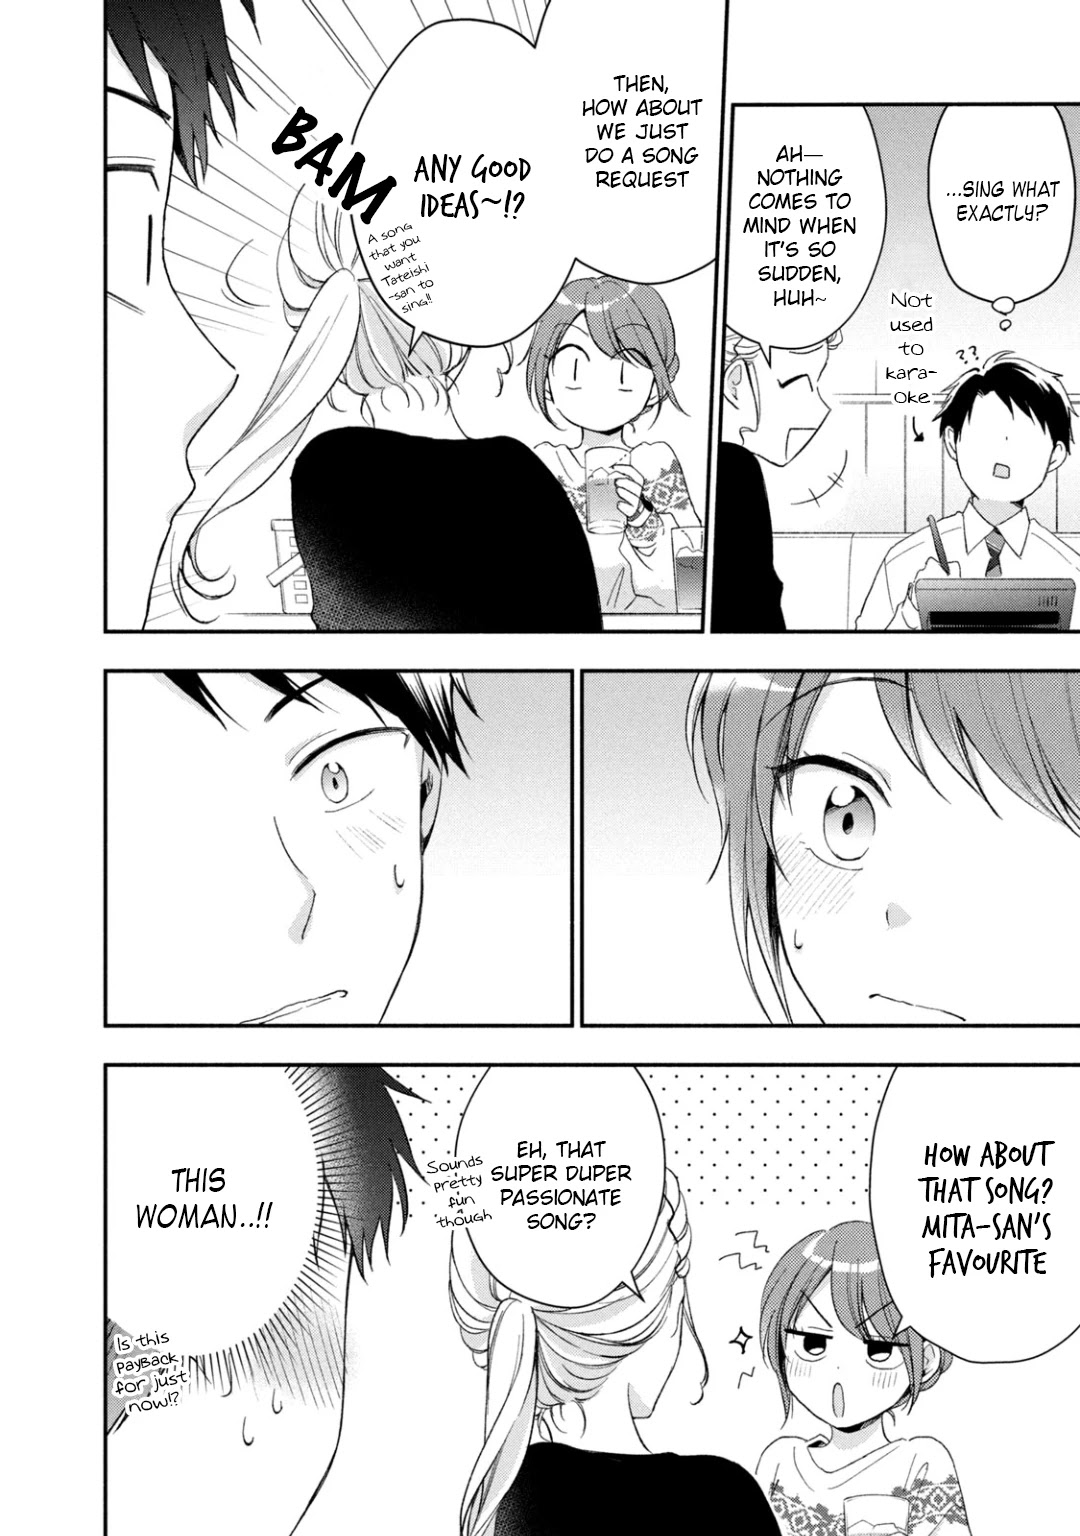 ...SING WHAT
EXACTLY?
??
Not
used
to
kara-
oke
AH—
NOTHING
COMES TO
MIND WHEN
IT'S SO
SUDDEN,
HUH~
THEN,
HOW ABOUT
WE JUST
DO A SONG
REQUEST
ANY GOOD
IDEAS~!?
A song
that you
want
Tateishi
-san to
sing!!
BAM
HOW ABOUT
THAT SONG?
MITA-SAN'S
FAVOURITE
EH, THAT
SUPER DUPER
PASSIONATE
SONG?
Sounds
pretty
fun
though
THIS
WOMAN..!!
Is this
payback
for just
now!?